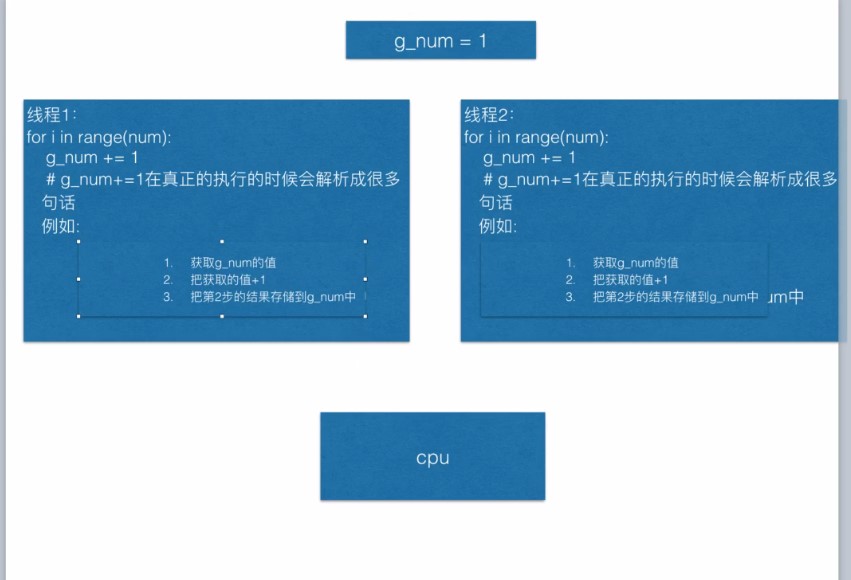 g_num = 1
线程1:
for i in range(num):
g_num += 1
# g_num+=1在真正的执行的时候会解析成很多
句话
例如:
1. 获取g_num的值
2. 把获取的值+1
3. 把第2步的结果存储到g_num中
线程2:
for i in range(num):
g_num += 1
# g_num+=1在真正的执行的时候会解析成很多
句话
例如:
1. 获取g_num的值
2. 把获取的值+1
3. 把第2步的结果存储到g_num中
um中
cpu